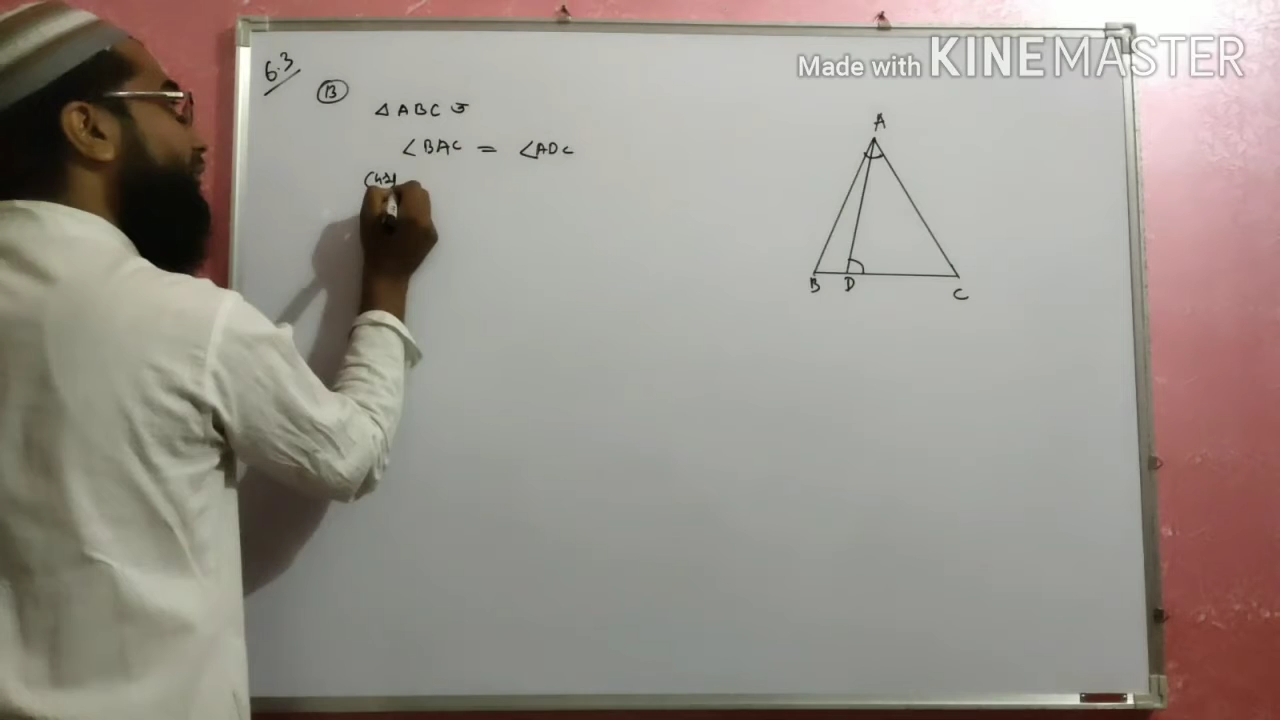 Made with KINEMASTER
6.3
13
△ABC ত
∠BAC = ∠ADC
A
B D C